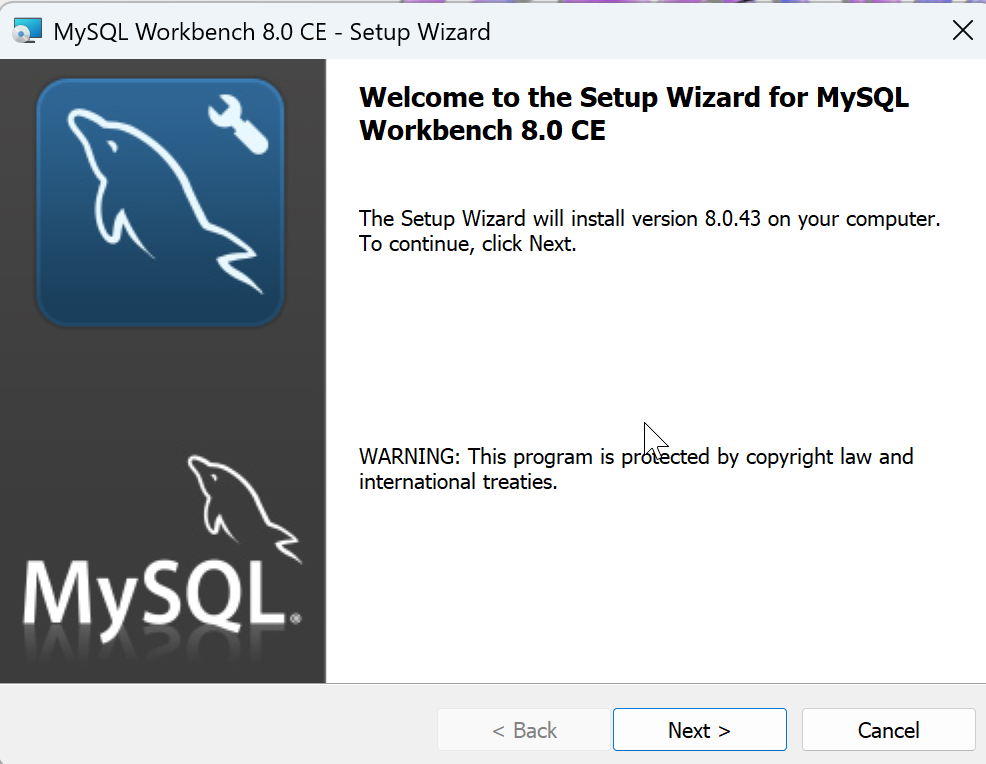 MySQL Workbench 8.0 CE - Setup Wizard
Welcome to the Setup Wizard for MySQL
Workbench 8.0 CE
The Setup Wizard will install version 8.0.43 on your computer.
To continue, click Next.
WARNING: This program is protected by copyright law and
international treaties.
MySQL®
< Back
Next >
Cancel